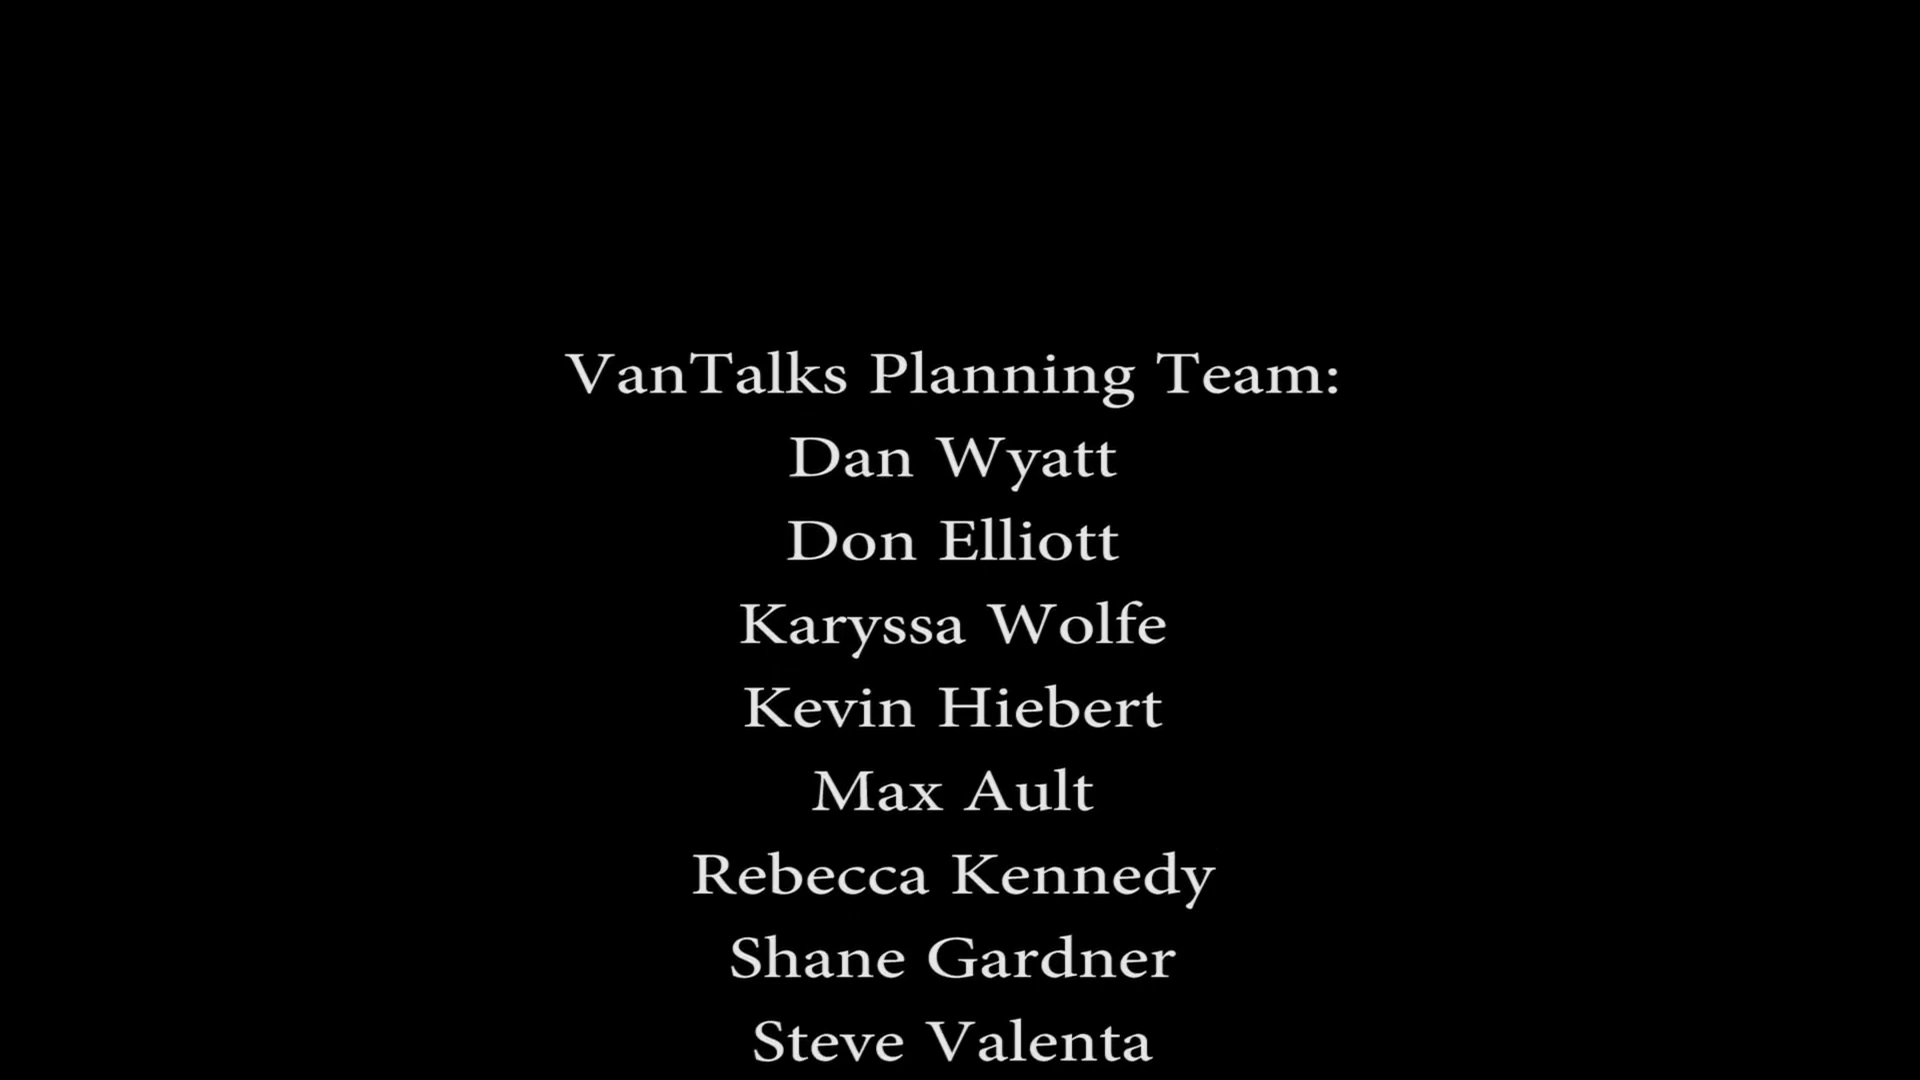 VanTalks Planning Team:
Dan Wyatt
Don Elliott
Karyssa Wolfe
Kevin Hiebert
Max Ault
Rebecca Kennedy
Shane Gardner
Steve Valenta